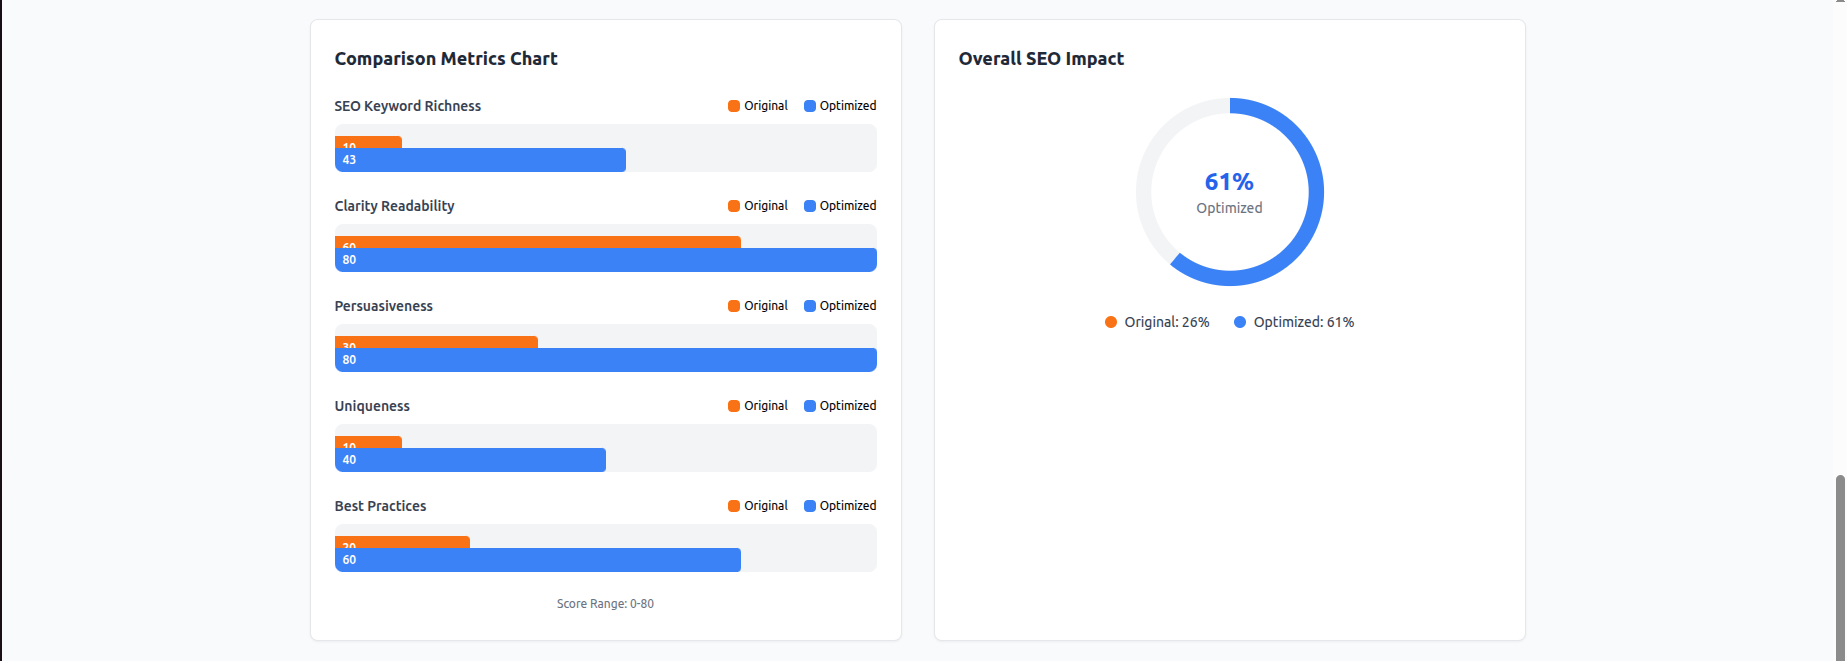 Comparison Metrics Chart
SEO Keyword Richness
Original Optimized
10
43
Clarity Readability
Original Optimized
60
80
Persuasiveness
Original Optimized
30
80
Uniqueness
Original Optimized
10
40
Best Practices
Original Optimized
20
60
Score Range: 0-80
Overall SEO Impact
61%
Optimized
Original: 26% Optimized: 61%